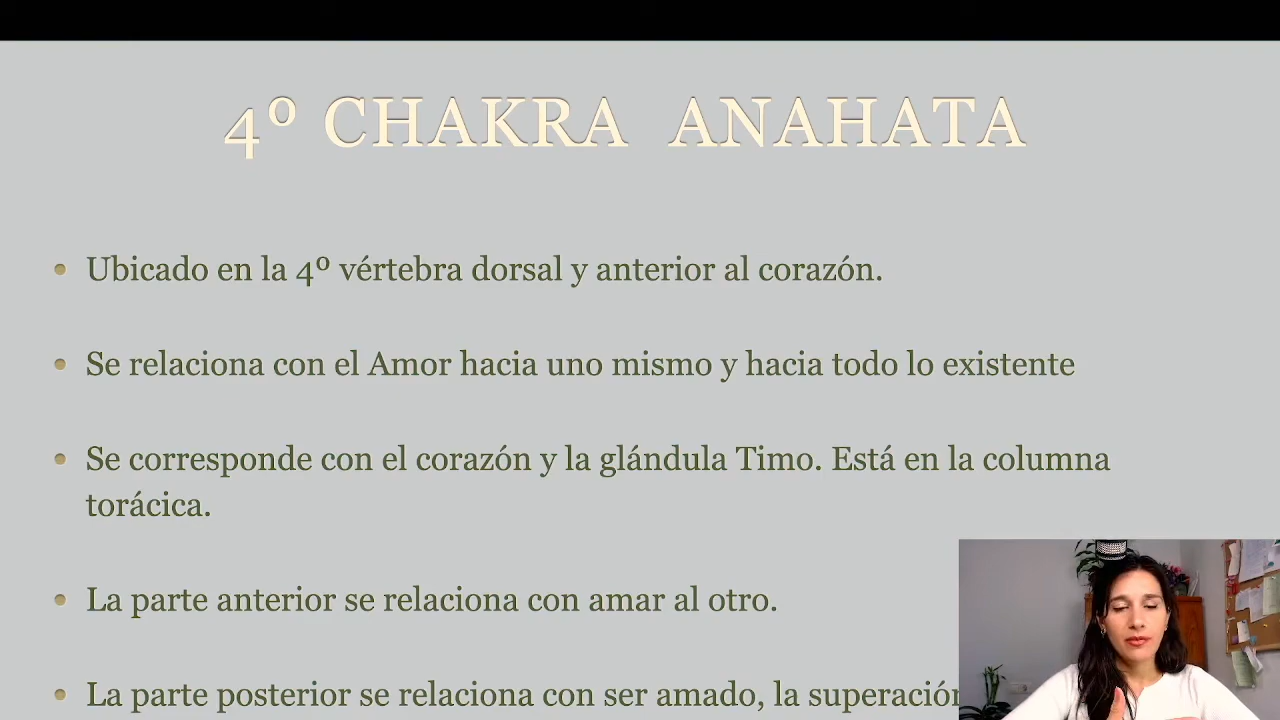 4º CHAKRA ANAHATA
• Ubicado en la 4º vértebra dorsal y anterior al corazón.
• Se relaciona con el Amor hacia uno mismo y hacia todo lo existente
• Se corresponde con el corazón y la glándula Timo. Está en la columna
torácica.
• La parte anterior se relaciona con amar al otro.
• La parte posterior se relaciona con ser amado, la superación